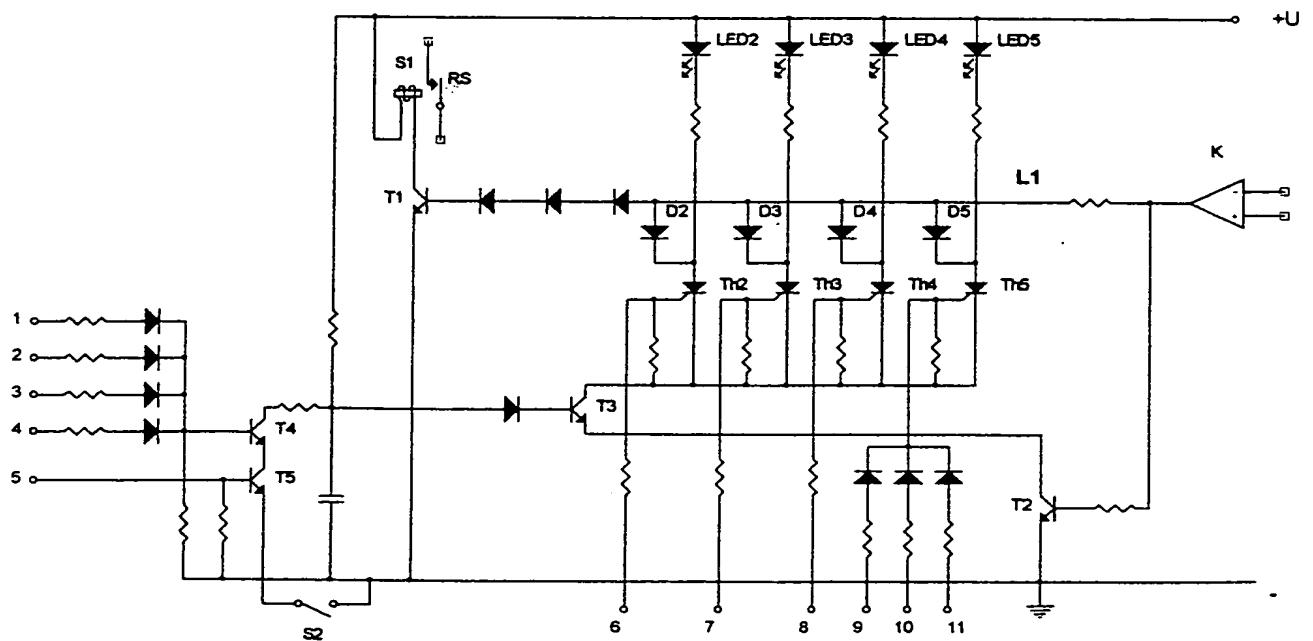 +U
LED2 LED3 LED4 LED5
S1
RS
K
T1
L1
D2 D3 D4 D5
Th2 Th3 Th4 Th5
1
2
3
4
T4
T3
5
T5
T2
-
S2
6 7 8 9 10 11